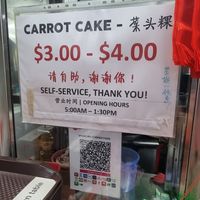 CARROT CAKE - 菜头粿
$3.00 - $4.00
请自助，谢谢你！
SELF-SERVICE, THANK YOU!
营业时间 | OPENING HOURS
5:00AM - 1:30PM